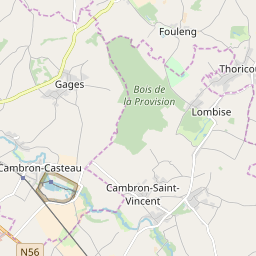 Fouleng
Thoricou
Gages
Bois de
la Provision
Lombise
Cambron-Casteau
Cambron-Saint-
Vincent
N56